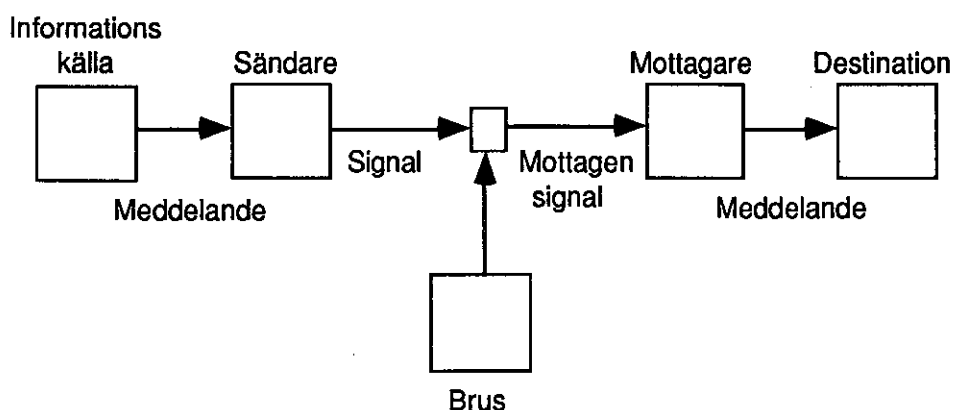 Informations
källa
Sändare
Mottagare
Destination
Signal
Mottagen
signal
Meddelande
Meddelande
Brus